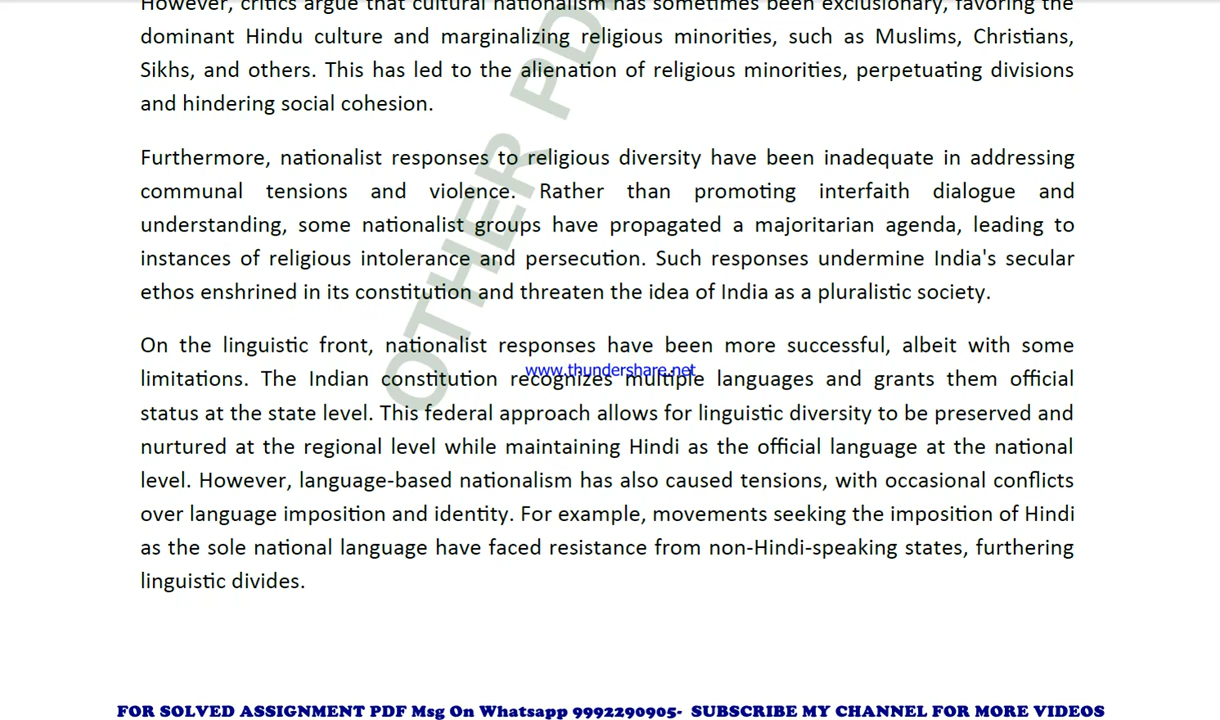 However, critics argue that cultural nationalism has sometimes been exclusionary, favoring the
dominant Hindu culture and marginalizing religious minorities, such as Muslims, Christians,
Sikhs, and others. This has led to the alienation of religious minorities, perpetuating divisions
and hindering social cohesion.
Furthermore, nationalist responses to religious diversity have been inadequate in addressing
communal tensions and violence. Rather than promoting interfaith dialogue and
understanding, some nationalist groups have propagated a majoritarian agenda, leading to
instances of religious intolerance and persecution. Such responses undermine India's secular
ethos enshrined in its constitution and threaten the idea of India as a pluralistic society.
On the linguistic front, nationalist responses have been more successful, albeit with some
www.thundershare.net
limitations. The Indian constitution recognizes multiple languages and grants them official
status at the state level. This federal approach allows for linguistic diversity to be preserved and
nurtured at the regional level while maintaining Hindi as the official language at the national
level. However, language-based nationalism has also caused tensions, with occasional conflicts
over language imposition and identity. For example, movements seeking the imposition of Hindi
as the sole national language have faced resistance from non-Hindi-speaking states, furthering
linguistic divides.
OTHER PD
FOR SOLVED ASSIGNMENT PDF Msg On Whatsapp 9992290905- SUBSCRIBE MY CHANNEL FOR MORE VIDEOS